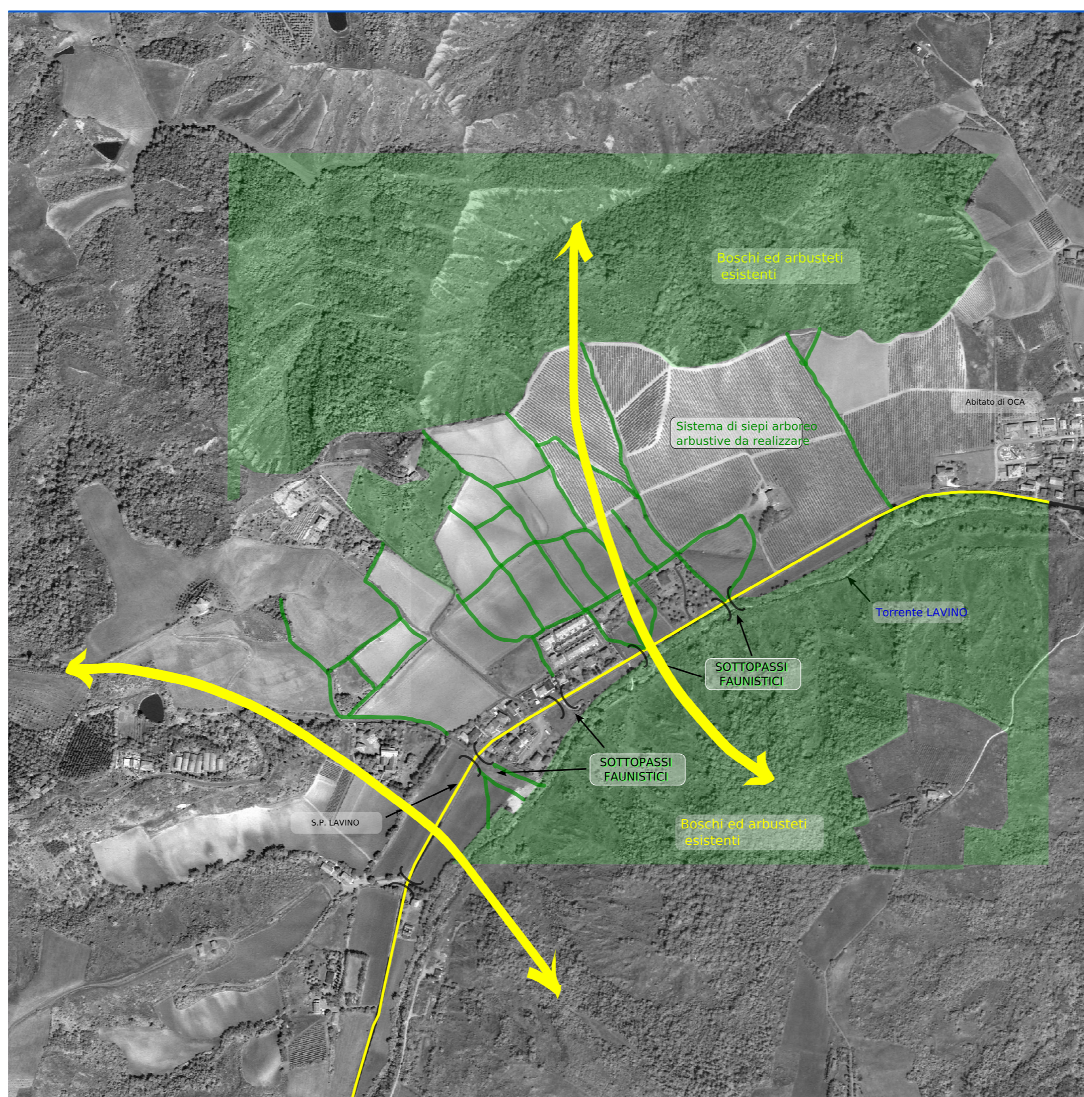 Boschi ed arbusteti
esistenti
Abitato di OCA
Sistema di siepi arboreo
arbustive da realizzare
Torrente LAVINO
SOTTOPASSI
FAUNISTICI
SOTTOPASSI
FAUNISTICI
S.P. LAVINO
Boschi ed arbusteti
esistenti